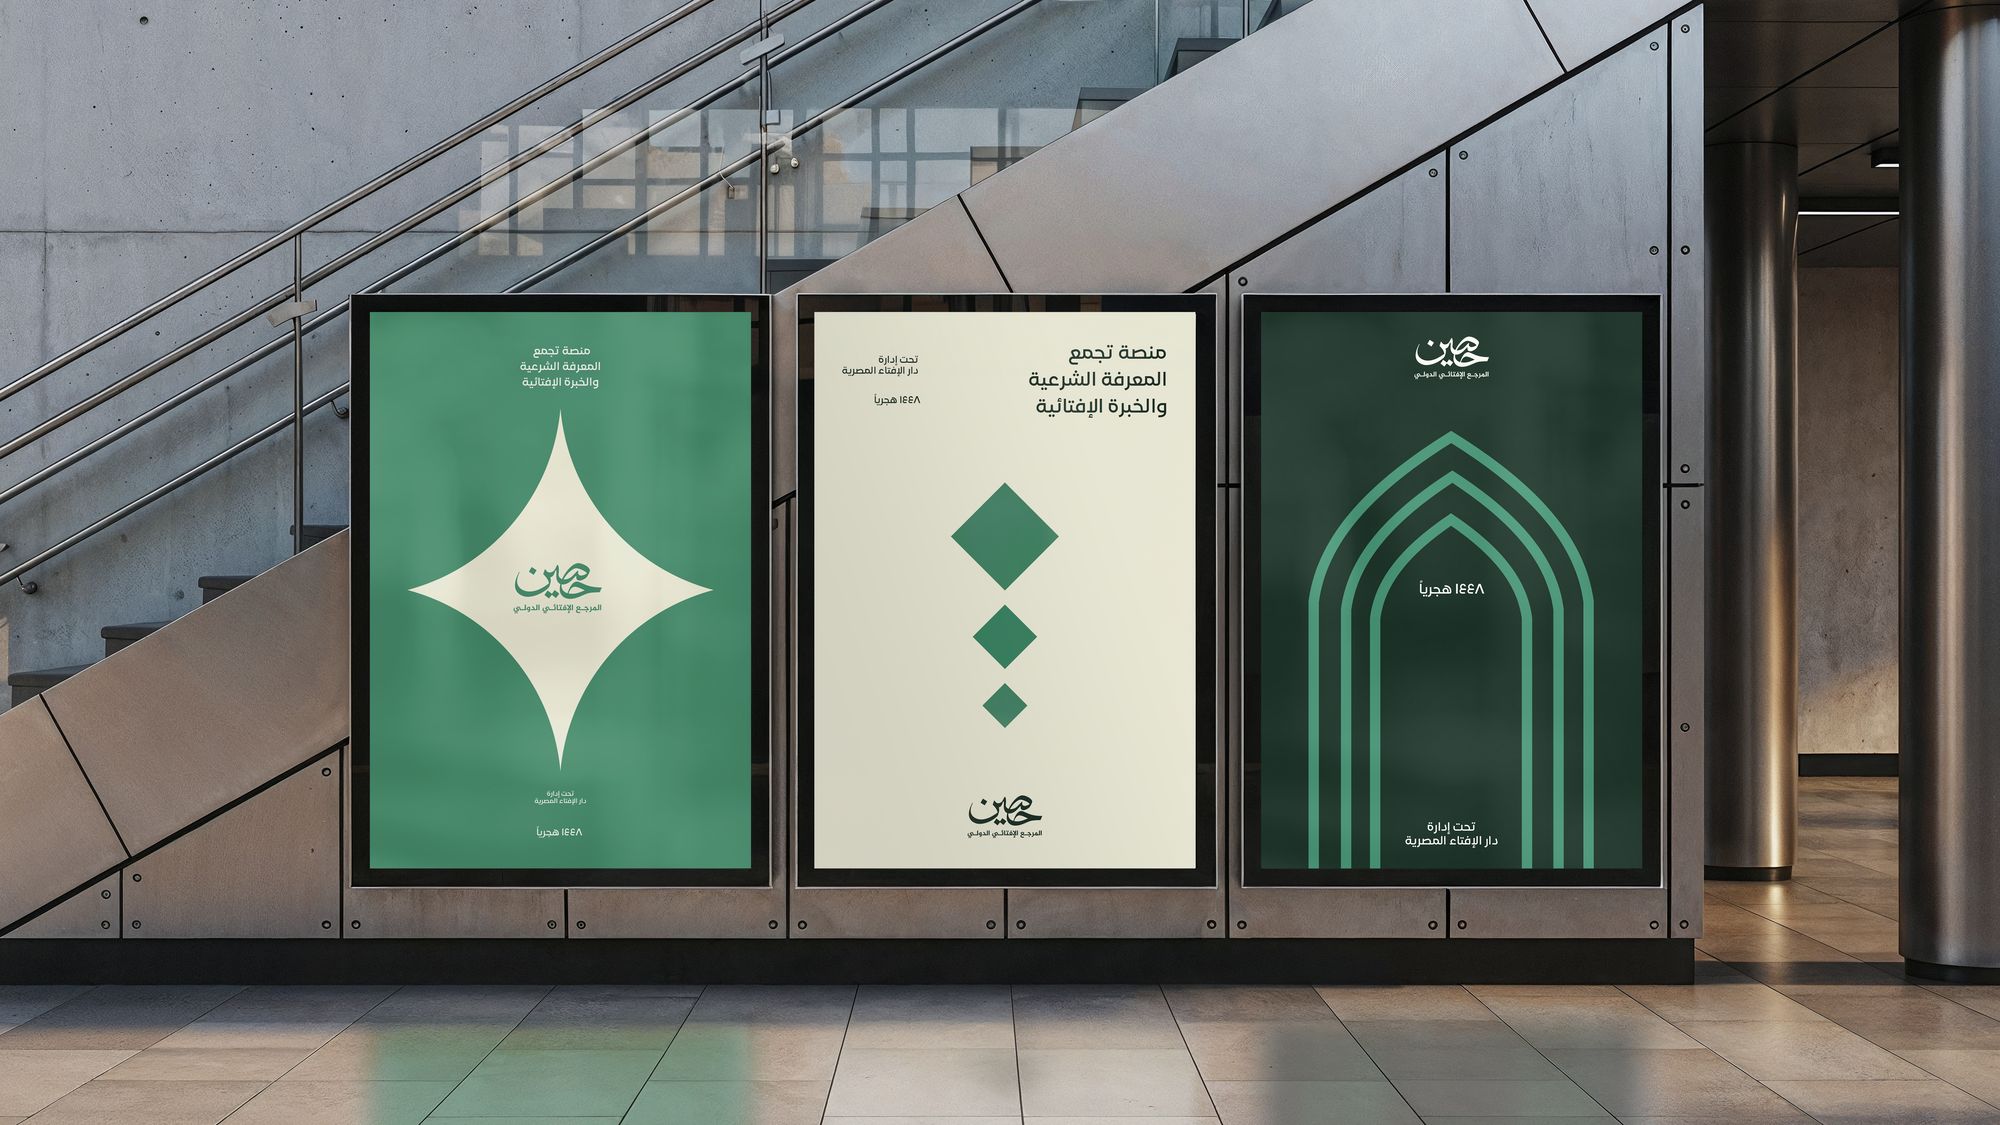 منصة تجمع
المعرفة الشرعية
والخبرة الإفتائية
حصين
المرجع الإفتائي الدولي
تحت إدارة
دار الإفتاء المصرية
١٤٤٨ هجرياً
منصة تجمع
المعرفة الشرعية
والخبرة الإفتائية
تحت إدارة
دار الإفتاء المصرية
١٤٤٨ هجرياً
حصين
المرجع الإفتائي الدولي
حصين
المرجع الإفتائي الدولي
١٤٤٨ هجرياً
تحت إدارة
دار الإفتاء المصرية